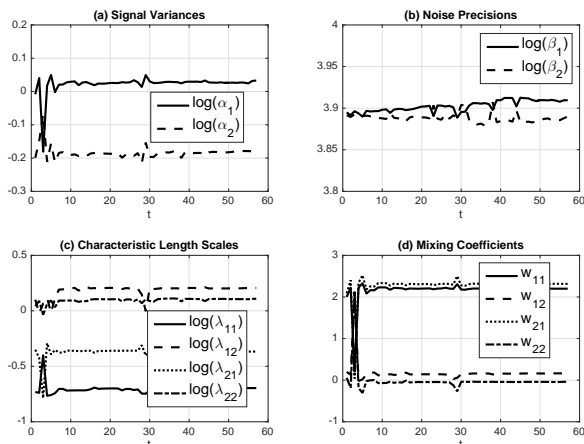 (a) Signal Variances
0.2
0.1
0
-0.1
-0.2
-0.3
0 10 20 30 40 50 60
t
log(α1)
log(α2)
(b) Noise Precisions
4
3.95
3.9
3.85
3.8
0 10 20 30 40 50 60
t
log(β1)
log(β2)
(c) Characteristic Length Scales
0.5
0
-0.5
-1
0 10 20 30 40 50 60
t
log(λ11)
log(λ12)
log(λ21)
log(λ22)
(d) Mixing Coefficients
3
2
1
0
-1
0 10 20 30 40 50 60
t
w11
w12
w21
w22